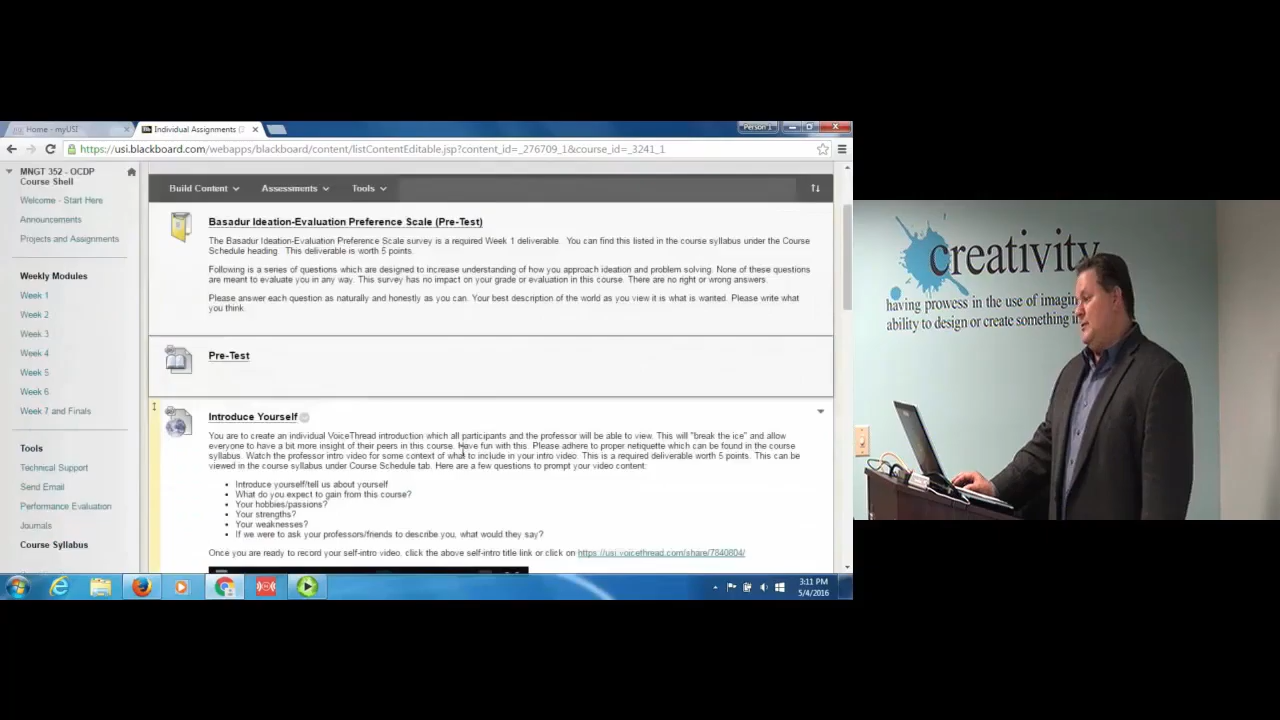 Home - myUSI
Individual Assignments
Person 1
https://usi.blackboard.com/webapps/blackboard/content/listContentEditable.jsp?content_id=_276709_1&course_id=_3241_1
MNGT 352 - OCDP
Course Shell
Welcome - Start Here
Announcements
Projects and Assignments
Weekly Modules
Week 1
Week 2
Week 3
Week 4
Week 5
Week 6
Week 7 and Finals
Tools
Technical Support
Send Email
Performance Evaluation
Journals
Course Syllabus
Build Content
Assessments
Tools
Basadur Ideation-Evaluation Preference Scale (Pre-Test)
The Basadur Ideation-Evaluation Preference Scale survey is a required Week 1 deliverable. You can find this listed in the course syllabus under the Course
Schedule heading. This deliverable is worth 5 points.
Following is a series of questions which are designed to increase understanding of how you approach ideation and problem solving. None of these questions
are meant to evaluate you in any way. This survey has no impact on your grade or evaluation in this course. There are no right or wrong answers.
Please answer each question as naturally and honestly as you can. Your best description of the world as you view it is what is wanted. Please write what
you think.
Pre-Test
Introduce Yourself
You are to create an individual VoiceThread introduction which all participants and the professor will be able to view. This will "break the ice" and allow
everyone to have a bit more insight of their peers in this course. Have fun with this. Please adhere to proper netiquette which can be found in the course
syllabus. Watch the professor intro video for some context of what to include in your intro video. This is a required deliverable worth 5 points. This can be
viewed in the course syllabus under Course Schedule tab. Here are a few questions to prompt your video content:
Introduce yourself/tell us about yourself
What do you expect to gain from this course?
Your hobbies/passions?
Your strengths?
Your weaknesses?
If we were to ask your professors/friends to describe you, what would they say?
Once you are ready to record your self-intro video, click the above self-intro title link or click on https://usi.voicethread.com/share/7840804/
3:11 PM
5/4/2016
creativity
having prowess in the use of imagin
ability to design or create something i